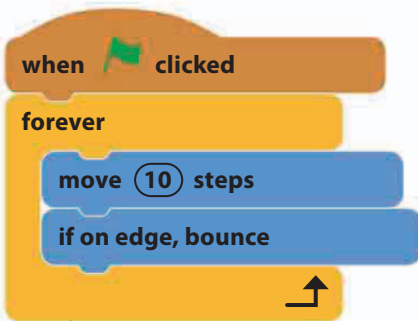 when clicked
forever
move 10 steps
if on edge, bounce